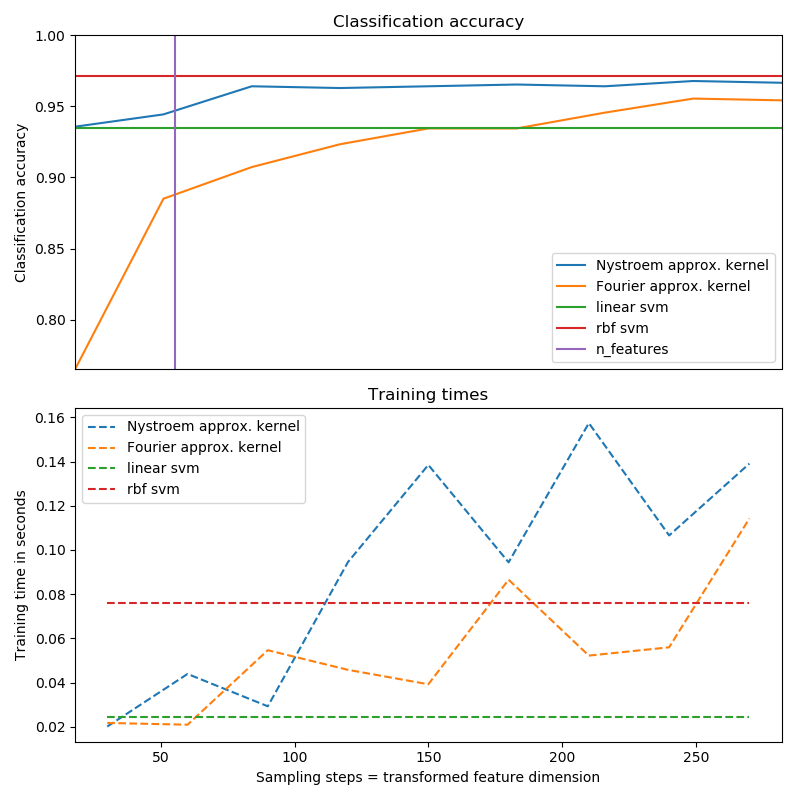 Classification accuracy
1.00
0.95
0.90
0.85
0.80
Classification accuracy
Nystroem approx. kernel
Fourier approx. kernel
linear svm
rbf svm
n_features
Training times
0.16
0.14
0.12
0.10
0.08
0.06
0.04
0.02
Training time in seconds
Nystroem approx. kernel
Fourier approx. kernel
linear svm
rbf svm
50 100 150 200 250
Sampling steps = transformed feature dimension